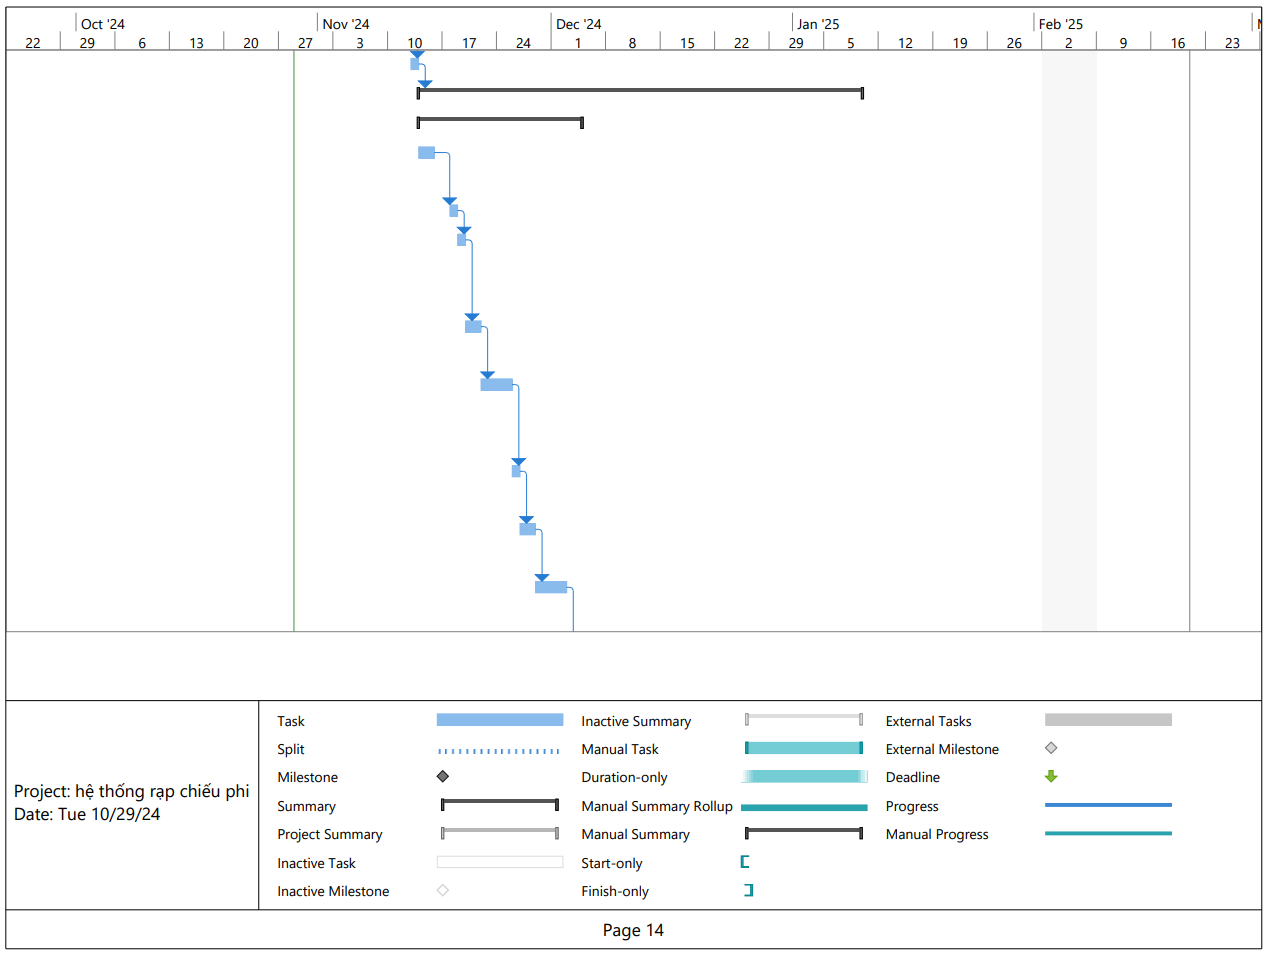 Oct '24 Nov '24 Dec '24 Jan '25 Feb '25
22 29 6 13 20 27 3 10 17 24 1 8 15 22 29 5 12 19 26 2 9 16 23
Project: hệ thống rạp chiếu phi
Date: Tue 10/29/24
Task
Split
Milestone
Summary
Project Summary
Inactive Task
Inactive Milestone
Inactive Summary
Manual Task
Duration-only
Manual Summary Rollup
Manual Summary
Start-only
Finish-only
External Tasks
External Milestone
Deadline
Progress
Manual Progress
Page 14